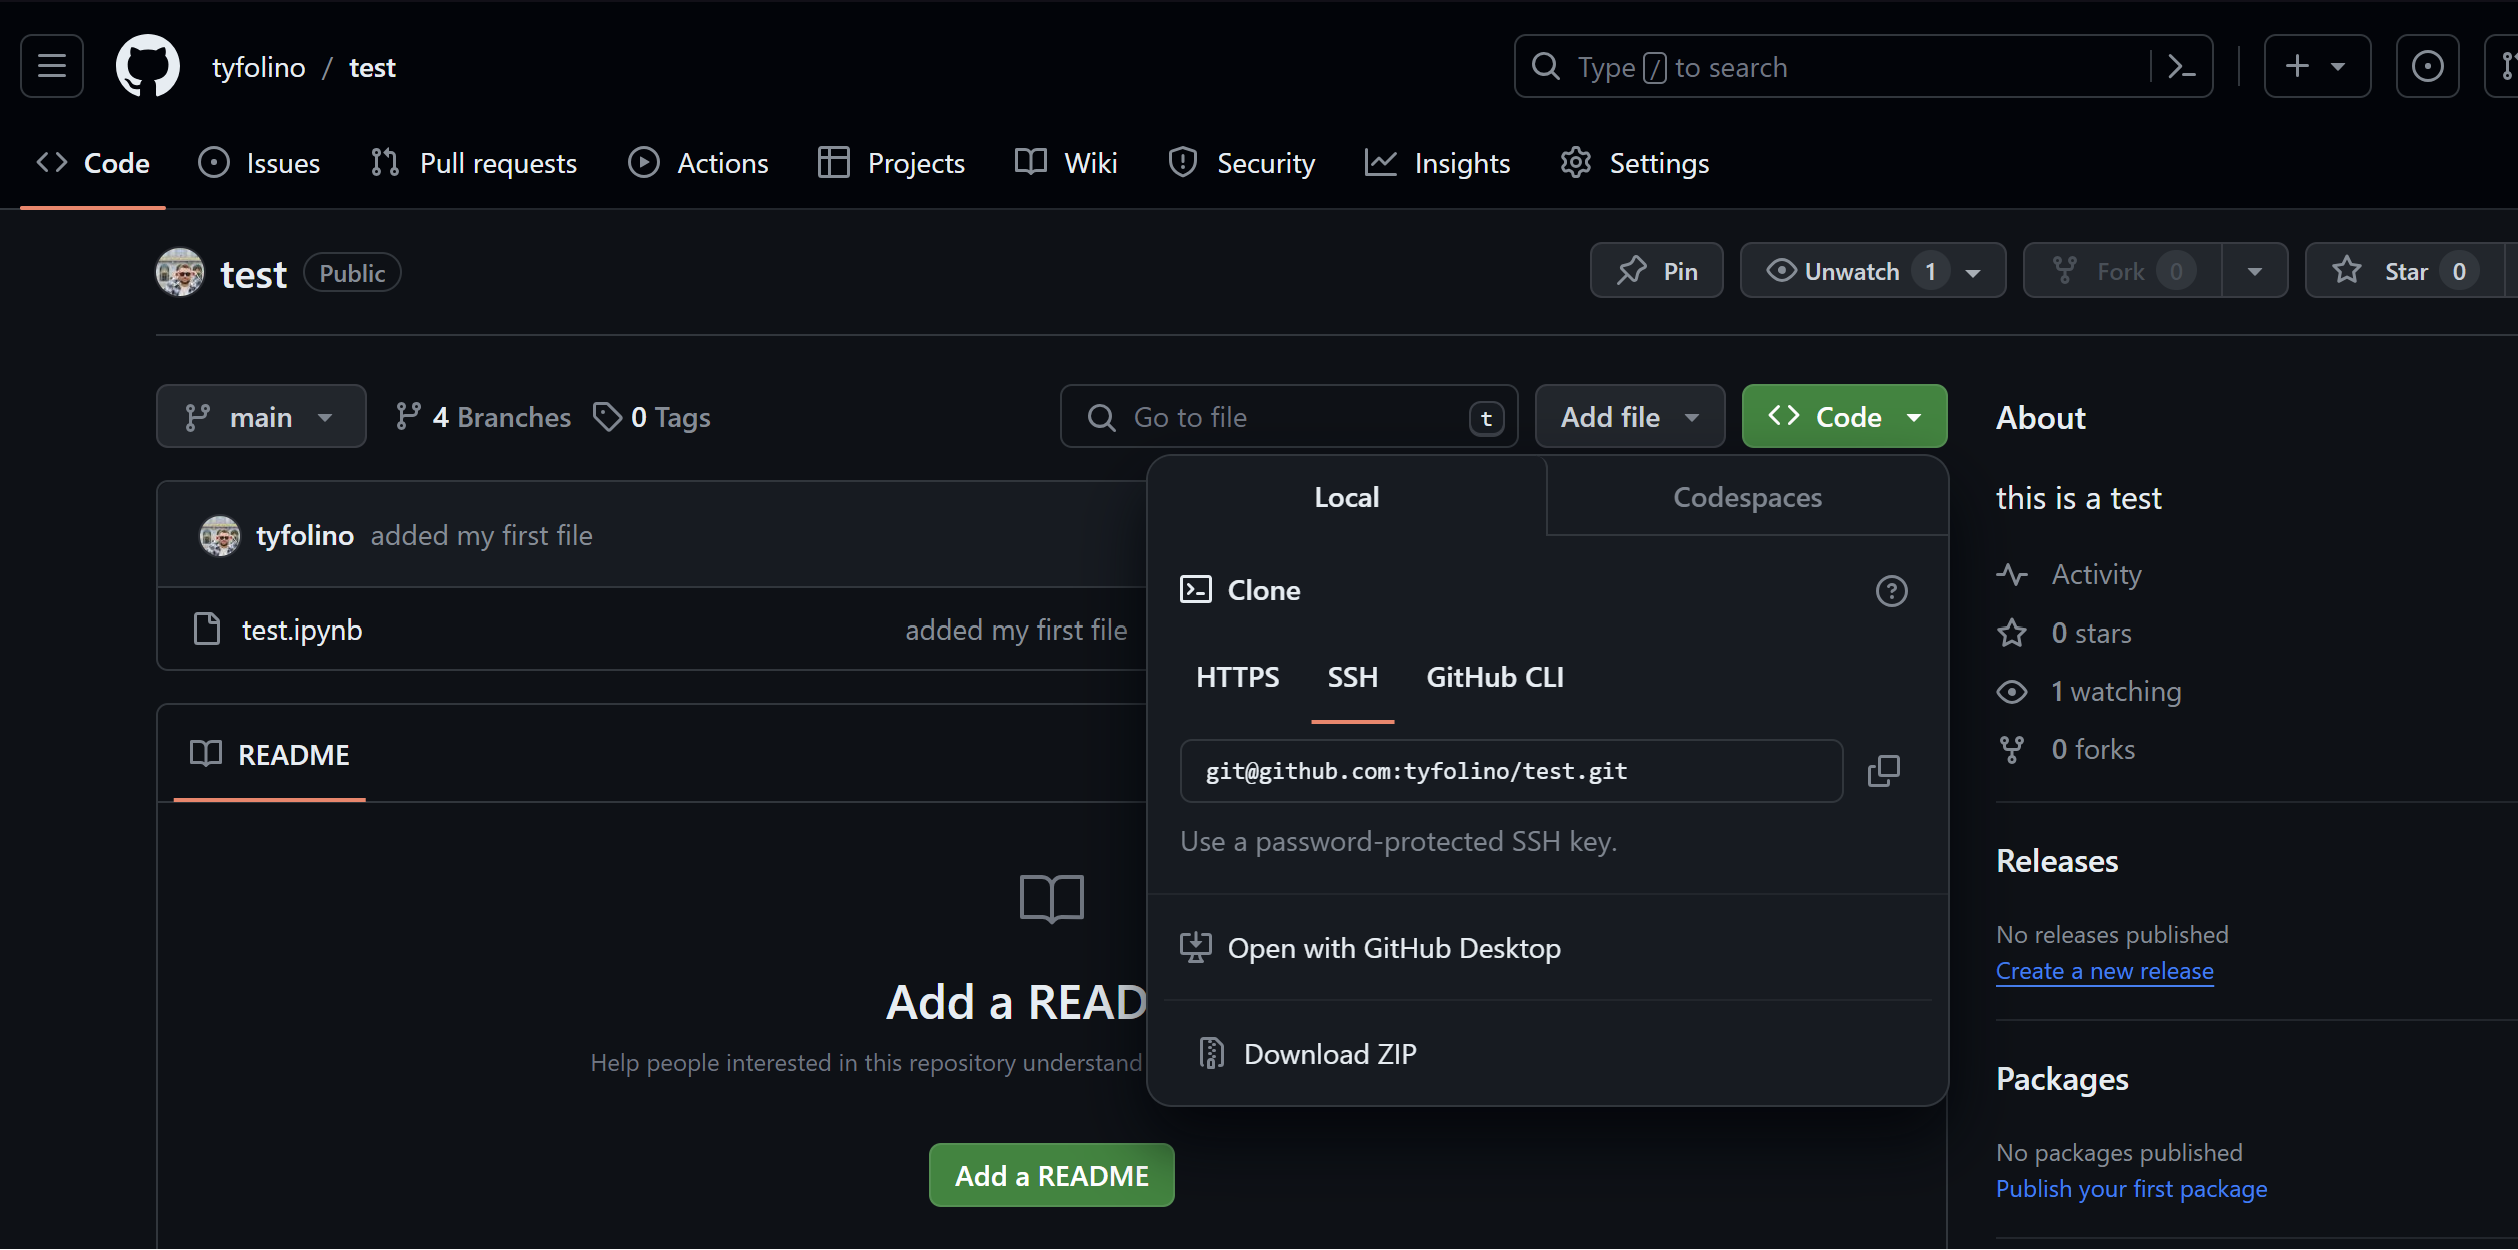 tyfolino / test
Type / to search
Code Issues Pull requests Actions Projects Wiki Security Insights Settings
test Public
Pin Unwatch 1 Fork 0 Star 0
main 4 Branches 0 Tags
Go to file t Add file Code
tyfolino added my first file
test.ipynb added my first file
README
Add a READ
Help people interested in this repository understand
Add a README
Local Codespaces
Clone
HTTPS SSH GitHub CLI
git@github.com:tyfolino/test.git
Use a password-protected SSH key.
Open with GitHub Desktop
Download ZIP
About
this is a test
Activity
0 stars
1 watching
0 forks
Releases
No releases published
Create a new release
Packages
No packages published
Publish your first package